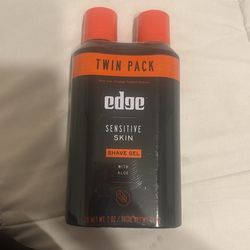 TWIN PACK
edge
SENSITIVE
SKIN
SHAVE GEL
WITH
ALOE